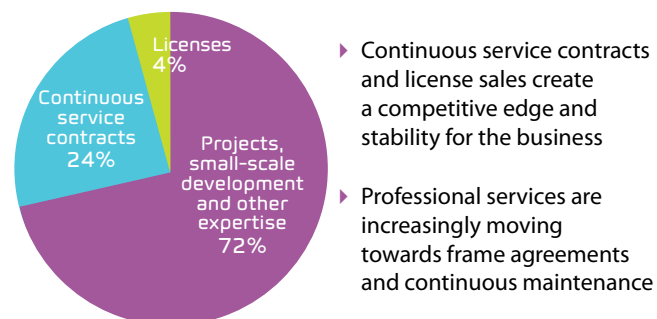 Licenses
4%
Continuous
service
contracts
24%
Projects,
small-scale
development
and other
expertise
72%
Continuous service contracts
and license sales create
a competitive edge and
stability for the business
Professional services are
increasingly moving
towards frame agreements
and continuous maintenance